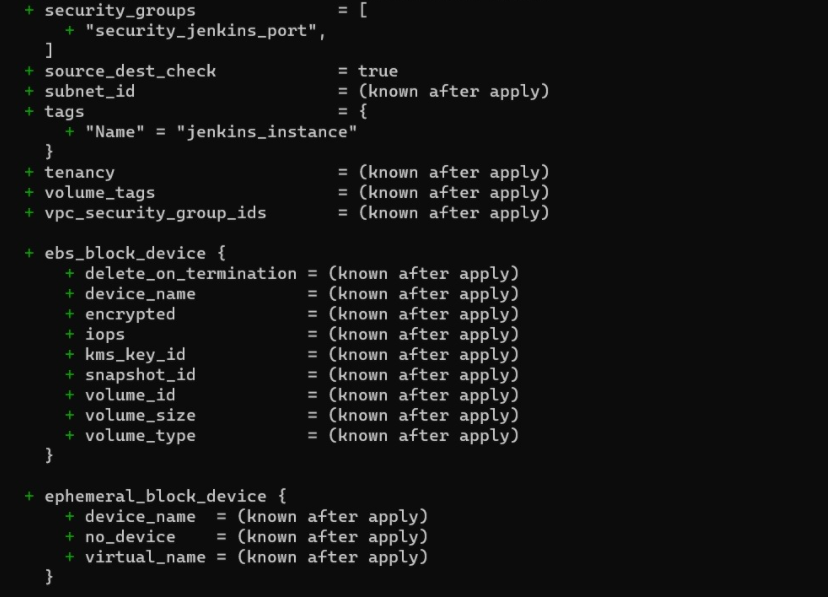 + security_groups              = [
    + "security_jenkins_port",
  ]
+ source_dest_check            = true
+ subnet_id                    = (known after apply)
+ tags                         = {
    + "Name" = "jenkins_instance"
  }
+ tenancy                      = (known after apply)
+ volume_tags                  = (known after apply)
+ vpc_security_group_ids       = (known after apply)

+ ebs_block_device {
    + delete_on_termination = (known after apply)
    + device_name           = (known after apply)
    + encrypted             = (known after apply)
    + iops                  = (known after apply)
    + kms_key_id            = (known after apply)
    + snapshot_id           = (known after apply)
    + volume_id             = (known after apply)
    + volume_size           = (known after apply)
    + volume_type           = (known after apply)
  }

+ ephemeral_block_device {
    + device_name  = (known after apply)
    + no_device    = (known after apply)
    + virtual_name = (known after apply)
  }